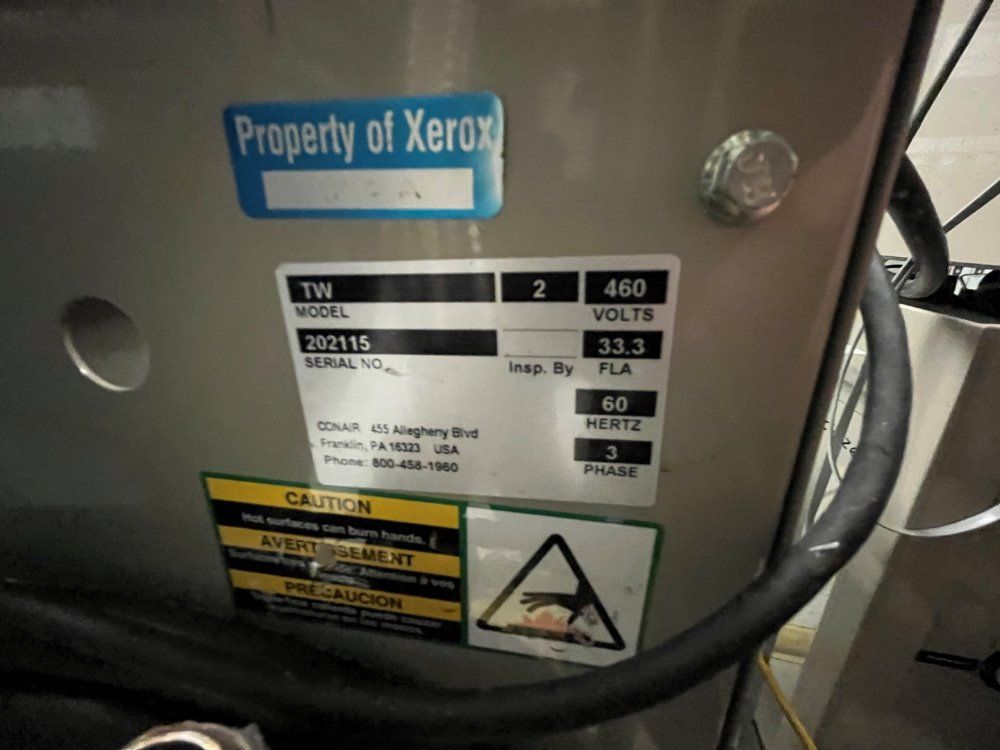 Property of Xerox
TW 2 460
MODEL VOLTS
202115 33.3
SERIAL NO. Insp. By FLA
60
HERTZ
3
PHASE
CONAIR 455 Allegheny Blvd
Franklin, PA 16323 USA
Phone: 800-458-1960
CAUTION
Hot surfaces can burn hands.
AVERTISSEMENT
Attention à vos
PRECAUCION